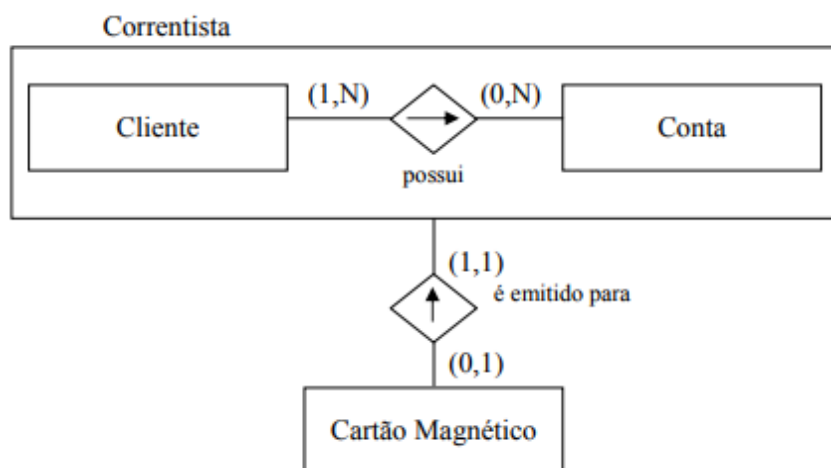 Correntista
Cliente
(1,N)
(0,N)
Conta
possui
(1,1)
é emitido para
(0,1)
Cartão Magnético